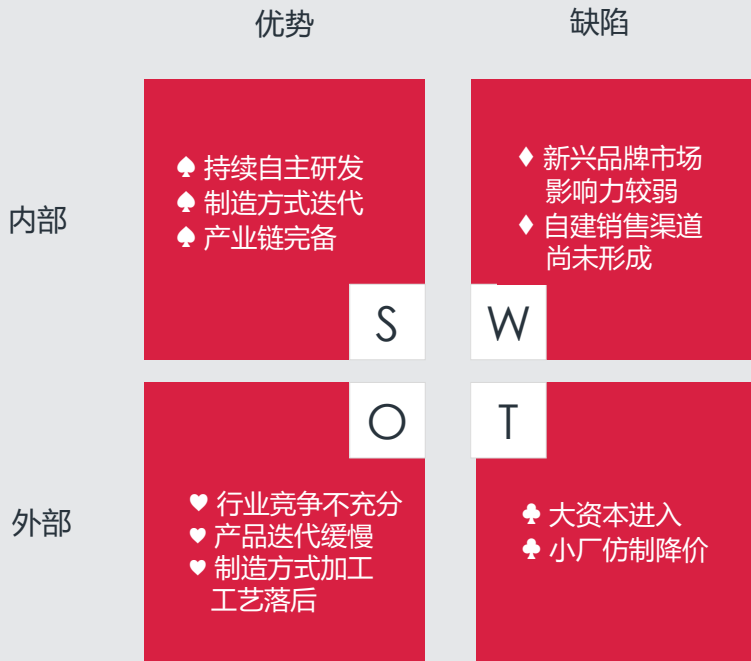 优势
缺陷
内部
持续自主研发
制造方式迭代
产业链完备
S
新兴品牌市场
影响力较弱
自建销售渠道
尚未形成
W
外部
O
行业竞争不充分
产品迭代缓慢
制造方式加工
工艺落后
T
大资本进入
小厂仿制降价